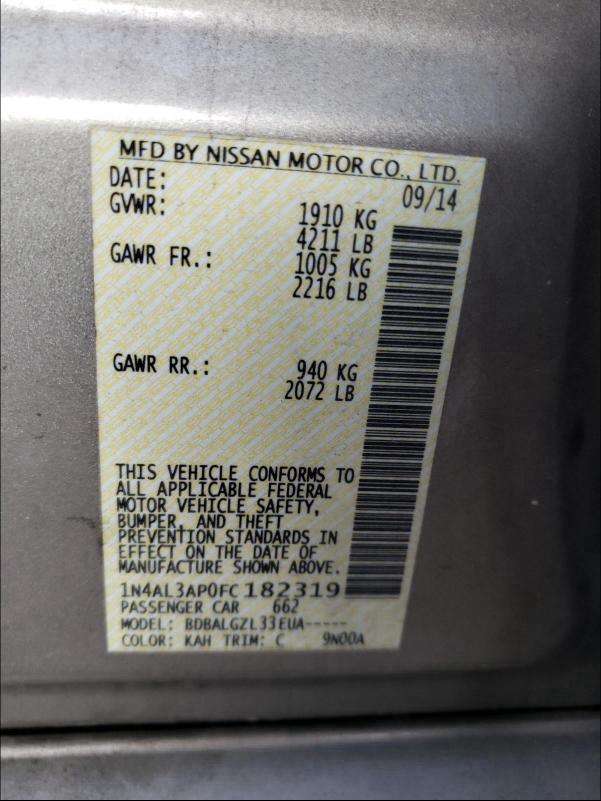 MFD BY NISSAN MOTOR CO., LTD.
DATE: 09/14
GVWR: 1910 KG
4211 LB
GAWR FR.: 1005 KG
2216 LB
GAWR RR.: 940 KG
2072 LB
THIS VEHICLE CONFORMS TO
ALL APPLICABLE FEDERAL
MOTOR VEHICLE SAFETY,
BUMPER, AND THEFT
PREVENTION STANDARDS IN
EFFECT ON THE DATE OF
MANUFACTURE SHOWN ABOVE.
1N4AL3AP0FC182319
PASSENGER CAR 662
MODEL: BDBALGZL33EUA-----
COLOR: KAH TRIM: C 9N00A